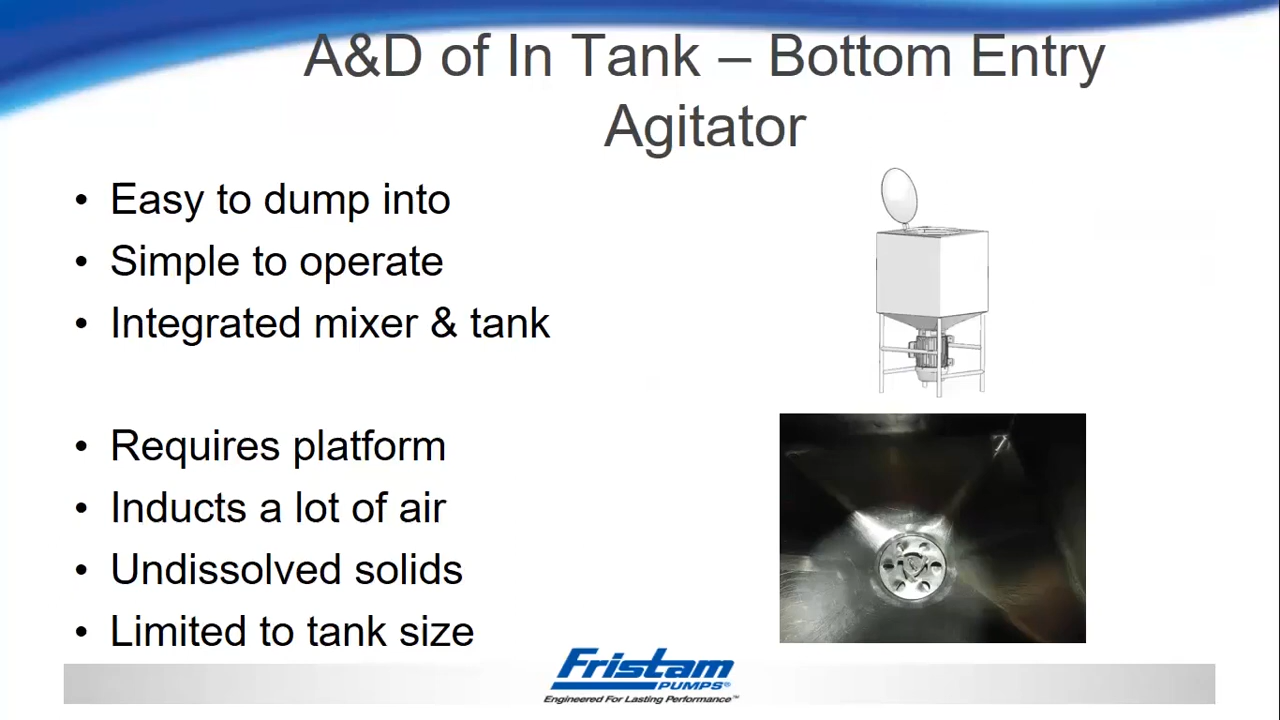 A&D of In Tank – Bottom Entry
Agitator
• Easy to dump into
• Simple to operate
• Integrated mixer & tank
• Requires platform
• Inducts a lot of air
• Undissolved solids
• Limited to tank size
Fristam
PUMPS®
Engineered For Lasting Performance™